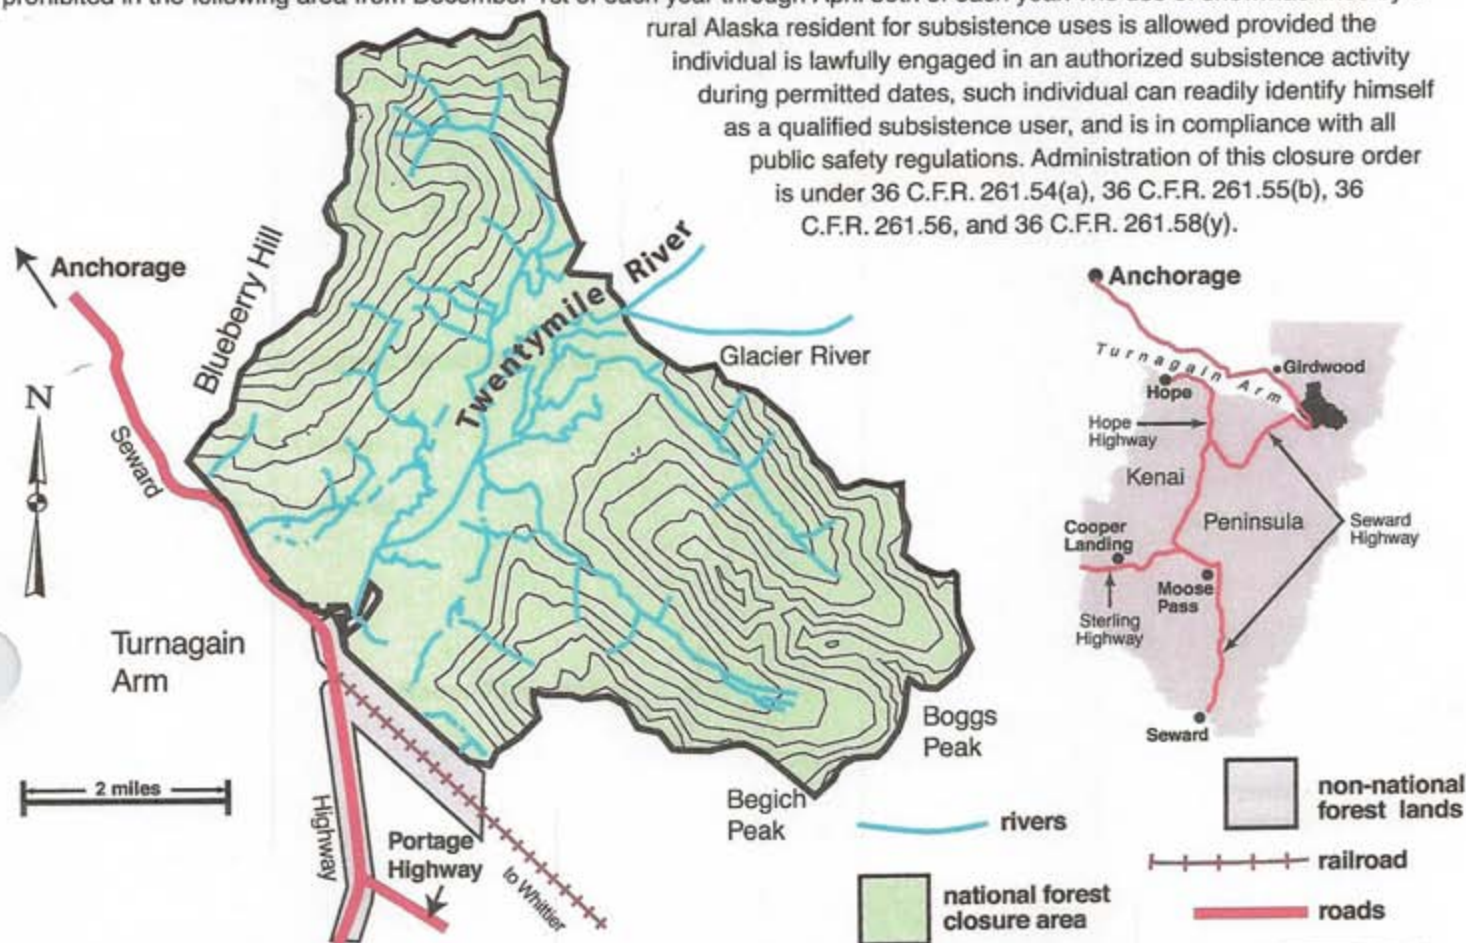 rural Alaska resident for subsistence uses is allowed provided the
individual is lawfully engaged in an authorized subsistence activity
during permitted dates, such individual can readily identify himself
as a qualified subsistence user, and is in compliance with all
public safety regulations. Administration of this closure order
is under 36 C.F.R. 261.54(a), 36 C.F.R. 261.55(b), 36
C.F.R. 261.56, and 36 C.F.R. 261.58(y).
Anchorage
Blueberry Hill
Twentymile River
Glacier River
N
Seward
Turnagain
Arm
2 miles
Highway
Portage
Highway
to Whittier
Begich
Peak
Boggs
Peak
Anchorage
Turnagain Arm
Girdwood
Hope
Hope
Highway
Kenai
Peninsula
Cooper
Landing
Seward
Highway
Moose
Pass
Sterling
Highway
Seward
rivers
national forest
closure area
non-national
forest lands
railroad
roads